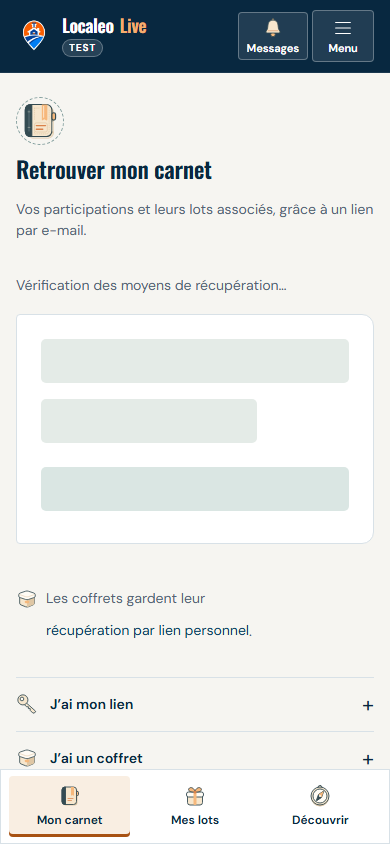 Localeo Live
TEST
Messages
Menu
Retrouver mon carnet
Vos participations et leurs lots associés, grâce à un lien
par e-mail.
Vérification des moyens de récupération...
Les coffrets gardent leur
récupération par lien personnel.
J'ai mon lien
+
J'ai un coffret
+
Mon carnet
Mes lots
Découvrir